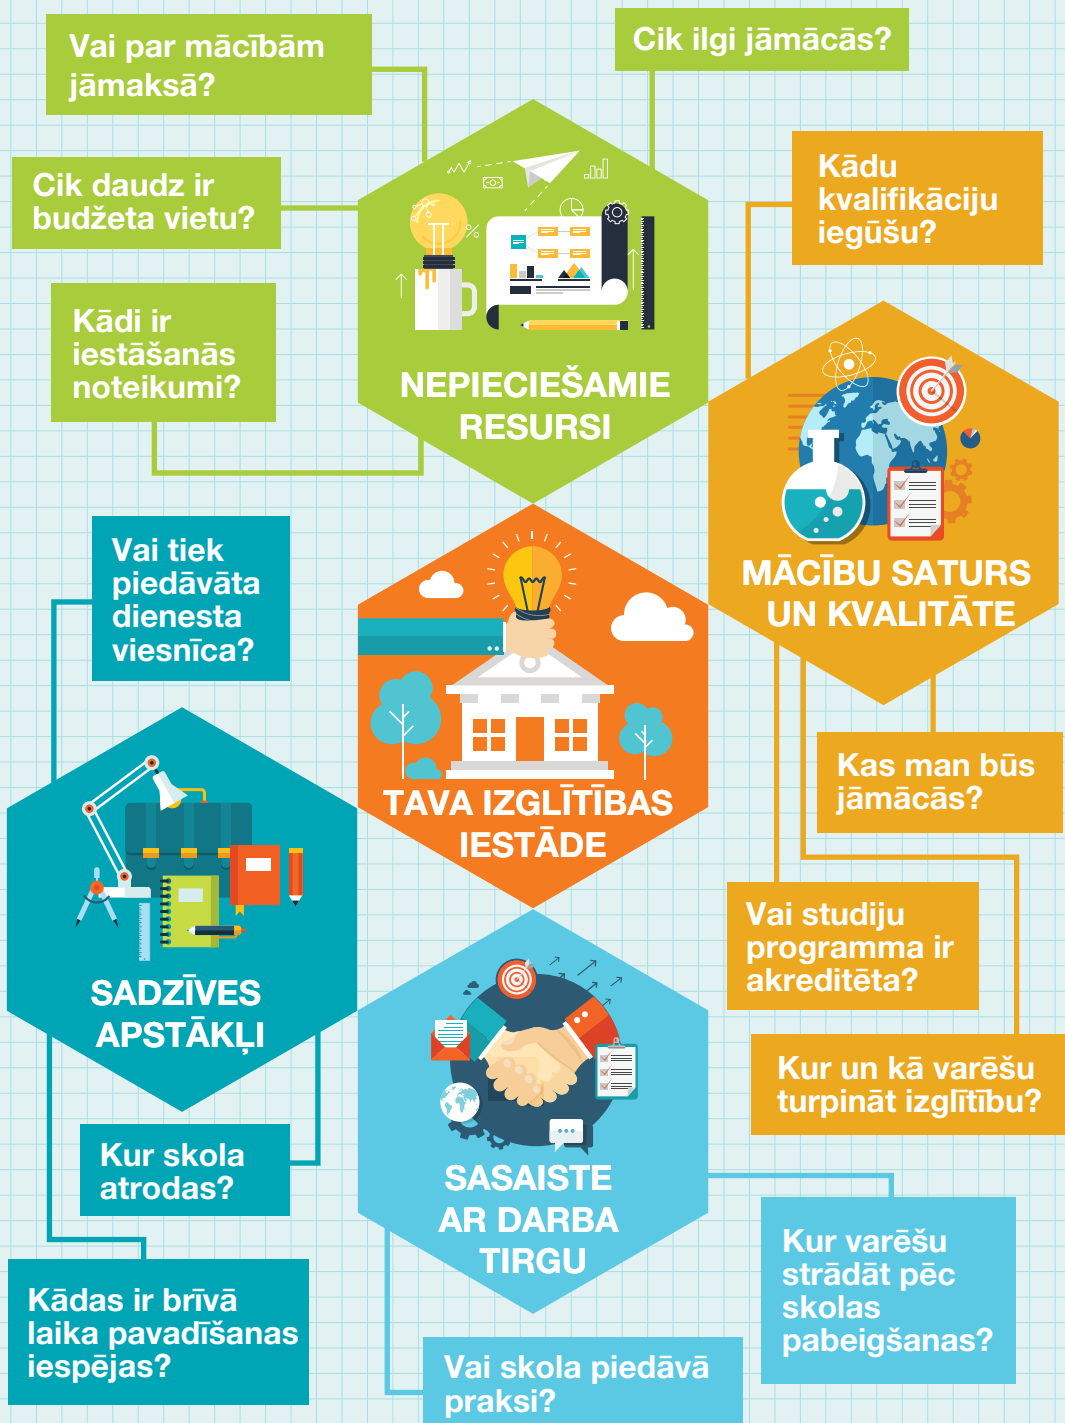 Vai par mācībām
jāmaksā?
Cik ilgi jāmācās?
Cik daudz ir
budžeta vietu?
Kādu
kvalifikāciju
iegūšu?
Kādi ir
iestāšanās
noteikumi?
NEPIECIEŠAMIE
RESURSI
MĀCĪBU SATURS
UN KVALITĀTE
Vai tiek
piedāvāta
dienesta
viesnīca?
TAVA IZGLĪTĪBAS
IESTĀDE
Kas man būs
jāmācās?
Vai studiju
programma ir
akreditēta?
SADZĪVES
APSTĀKĻI
Kur un kā varēšu
turpināt izglītību?
Kur skola
atrodas?
SASAISTE
AR DARBA
TIRGU
Kur varēšu
strādāt pēc
skolas
pabeigšanas?
Kādas ir brīvā
laika pavadīšanas
iespējas?
Vai skola piedāvā
praksi?